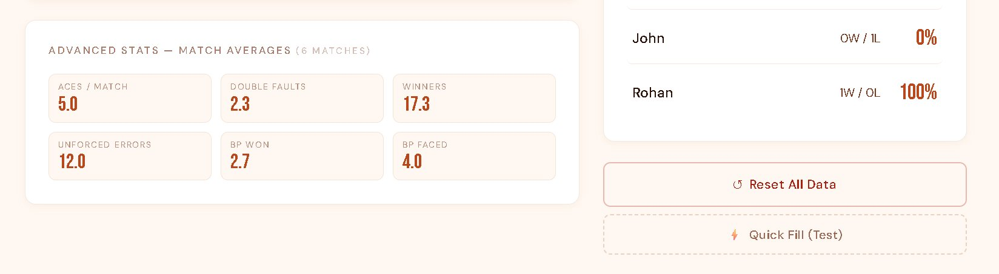 ADVANCED STATS — MATCH AVERAGES (6 MATCHES)
ACES / MATCH
5.0
DOUBLE FAULTS
2.3
WINNERS
17.3
UNFORCED ERRORS
12.0
BP WON
2.7
BP FACED
4.0
John 0W / 1L 0%
Rohan 1W / 0L 100%
↺ Reset All Data
⚡ Quick Fill (Test)